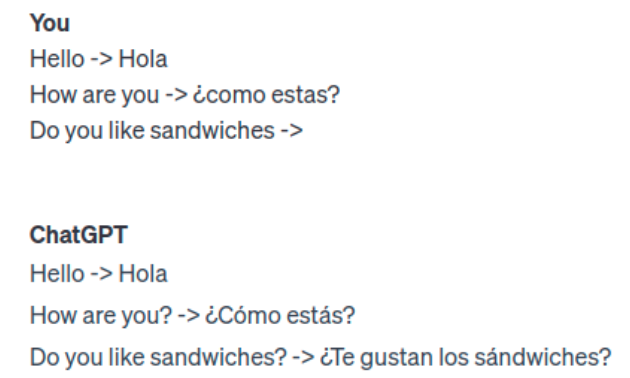 You
Hello -> Hola
How are you -> ¿como estas?
Do you like sandwiches ->
ChatGPT
Hello -> Hola
How are you? -> ¿Cómo estás?
Do you like sandwiches? -> ¿Te gustan los sándwiches?